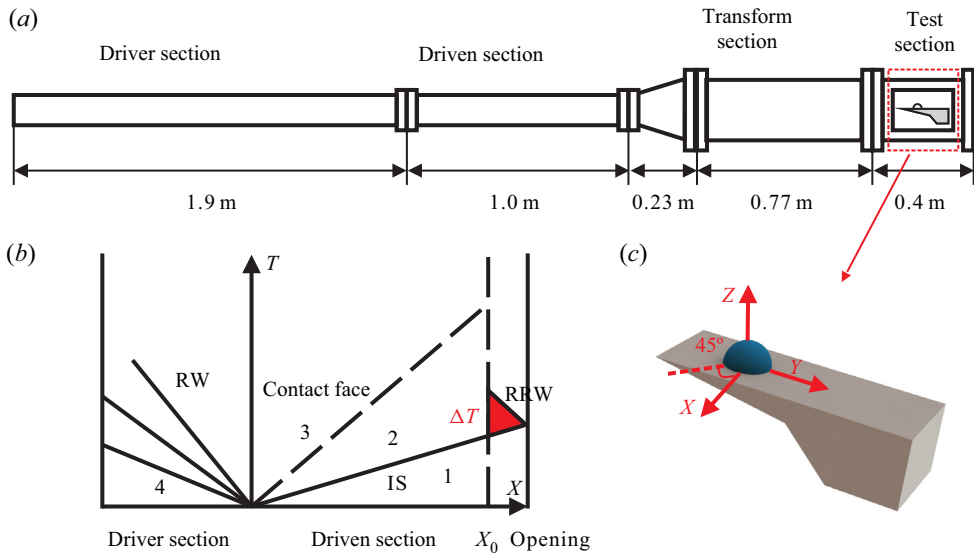 (a)
Driver section
Driven section
Transform
section
Test
section
1.9 m
1.0 m
0.23 m
0.77 m
0.4 m
(b)
T
RW
Contact face
3
2
ΔT
RRW
4
IS
1
X
Driver section
Driven section
X₀
Opening
(c)
Z
45°
Y
X